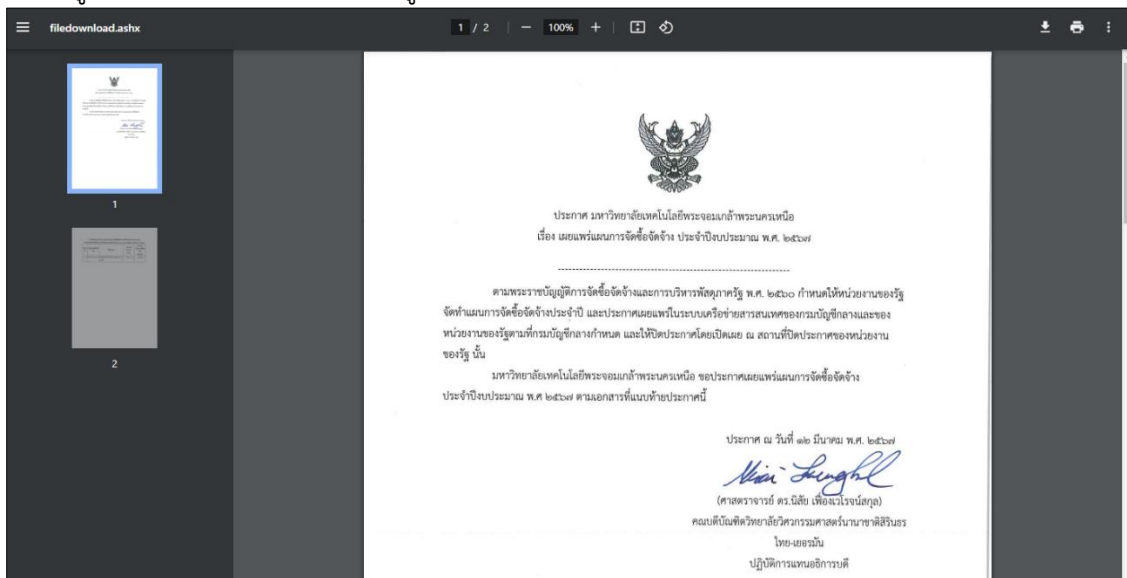 filedownload.ashx
1 / 2
100%
1
2
ประกาศ มหาวิทยาลัยเทคโนโลยีพระจอมเกล้าพระนครเหนือ
เรื่อง เผยแพร่แผนการจัดซื้อจัดจ้าง ประจำปีงบประมาณ พ.ศ. ๒๕๖๗
ตามพระราชบัญญัติการจัดซื้อจัดจ้างและการบริหารพัสดุภาครัฐ พ.ศ. ๒๕๖๐ กำหนดให้หน่วยงานของรัฐ
จัดทำแผนการจัดซื้อจัดจ้างประจำปี และประกาศเผยแพร่ในระบบเครือข่ายสารสนเทศของกรมบัญชีกลางและของ
หน่วยงานของรัฐตามที่กรมบัญชีกลางกำหนด และให้ปิดประกาศโดยเปิดเผย ณ สถานที่ปิดประกาศของหน่วยงาน
ของรัฐ นั้น
มหาวิทยาลัยเทคโนโลยีพระจอมเกล้าพระนครเหนือ ขอประกาศเผยแพร่แผนการจัดซื้อจัดจ้าง
ประจำปีงบประมาณ พ.ศ ๒๕๖๗ ตามเอกสารที่แนบท้ายประกาศนี้
ประกาศ ณ วันที่ ๑๒ มีนาคม พ.ศ. ๒๕๖๗
(ศาสตราจารย์ ดร.นิสัย เฟื่องเวโรจน์สกุล)
คณบดีบัณฑิตวิทยาลัยวิศวกรรมศาสตร์นานาชาติสิรินธร
ไทย-เยอรมัน
ปฏิบัติการแทนอธิการบดี